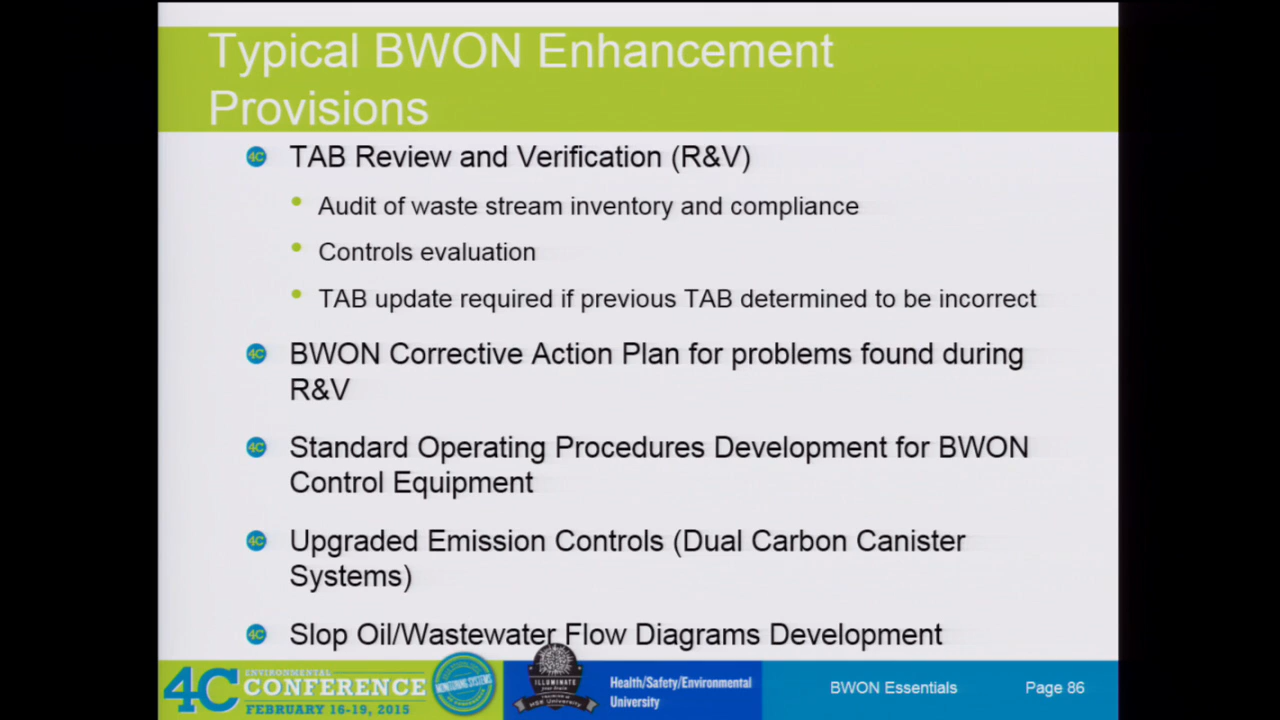 Typical BWON Enhancement
Provisions
TAB Review and Verification (R&V)
Audit of waste stream inventory and compliance
Controls evaluation
TAB update required if previous TAB determined to be incorrect
BWON Corrective Action Plan for problems found during
R&V
Standard Operating Procedures Development for BWON
Control Equipment
Upgraded Emission Controls (Dual Carbon Canister
Systems)
Slop Oil/Wastewater Flow Diagrams Development
4C ENVIRONMENTAL
CONFERENCE
FEBRUARY 16-19, 2015
MONITORING SYSTEMS
ILLUMINATE
Health/Safety/Environmental
University
BWON Essentials
Page 86